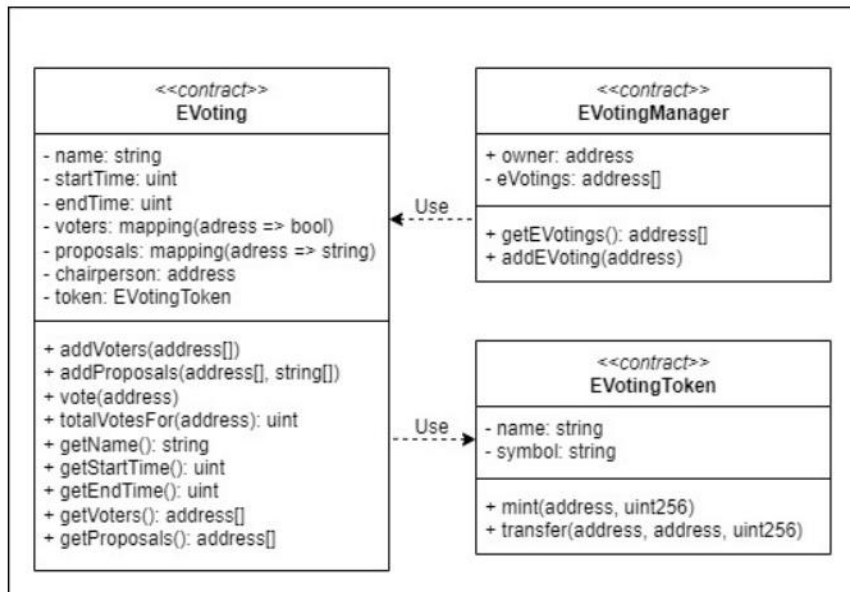 <<contract>>
EVoting
- name: string
- startTime: uint
- endTime: uint
- voters: mapping(adress => bool)
- proposals: mapping(adress => string)
- chairperson: address
- token: EVotingToken
+ addVoters(address[])
+ addProposals(address[], string[])
+ vote(address)
+ totalVotesFor(address): uint
+ getName(): string
+ getStartTime(): uint
+ getEndTime(): uint
+ getVoters(): address[]
+ getProposals(): address[]
Use
Use
<<contract>>
EVotingManager
+ owner: address
- eVotings: address[]
+ getEVotings(): address[]
+ addEVoting(address)
<<contract>>
EVotingToken
- name: string
- symbol: string
+ mint(address, uint256)
+ transfer(address, address, uint256)